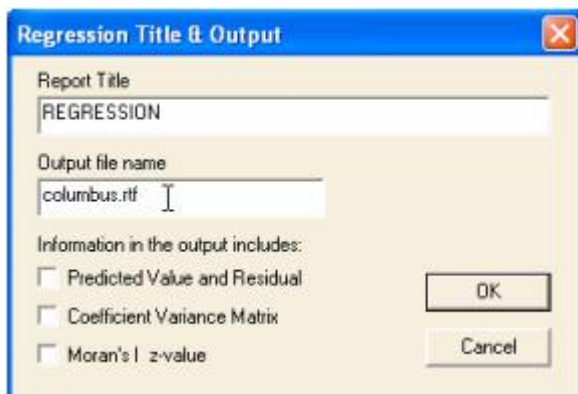 Regression Title & Output
Report Title
REGRESSION
Output file name
columbus.rtf
Information in the output includes:
Predicted Value and Residual
OK
Coefficient Variance Matrix
Moran's I z-value
Cancel